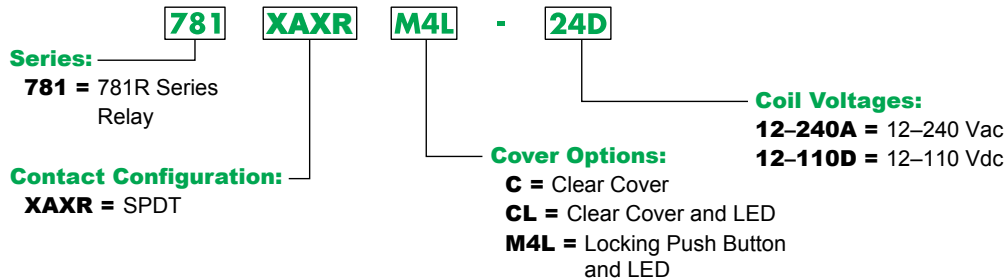 781 XAXR M4L - 24D
Series:
781 = 781R Series
Relay
Contact Configuration:
XAXR = SPDT
Cover Options:
C = Clear Cover
CL = Clear Cover and LED
M4L = Locking Push Button
and LED
Coil Voltages:
12–240A = 12–240 Vac
12–110D = 12–110 Vdc